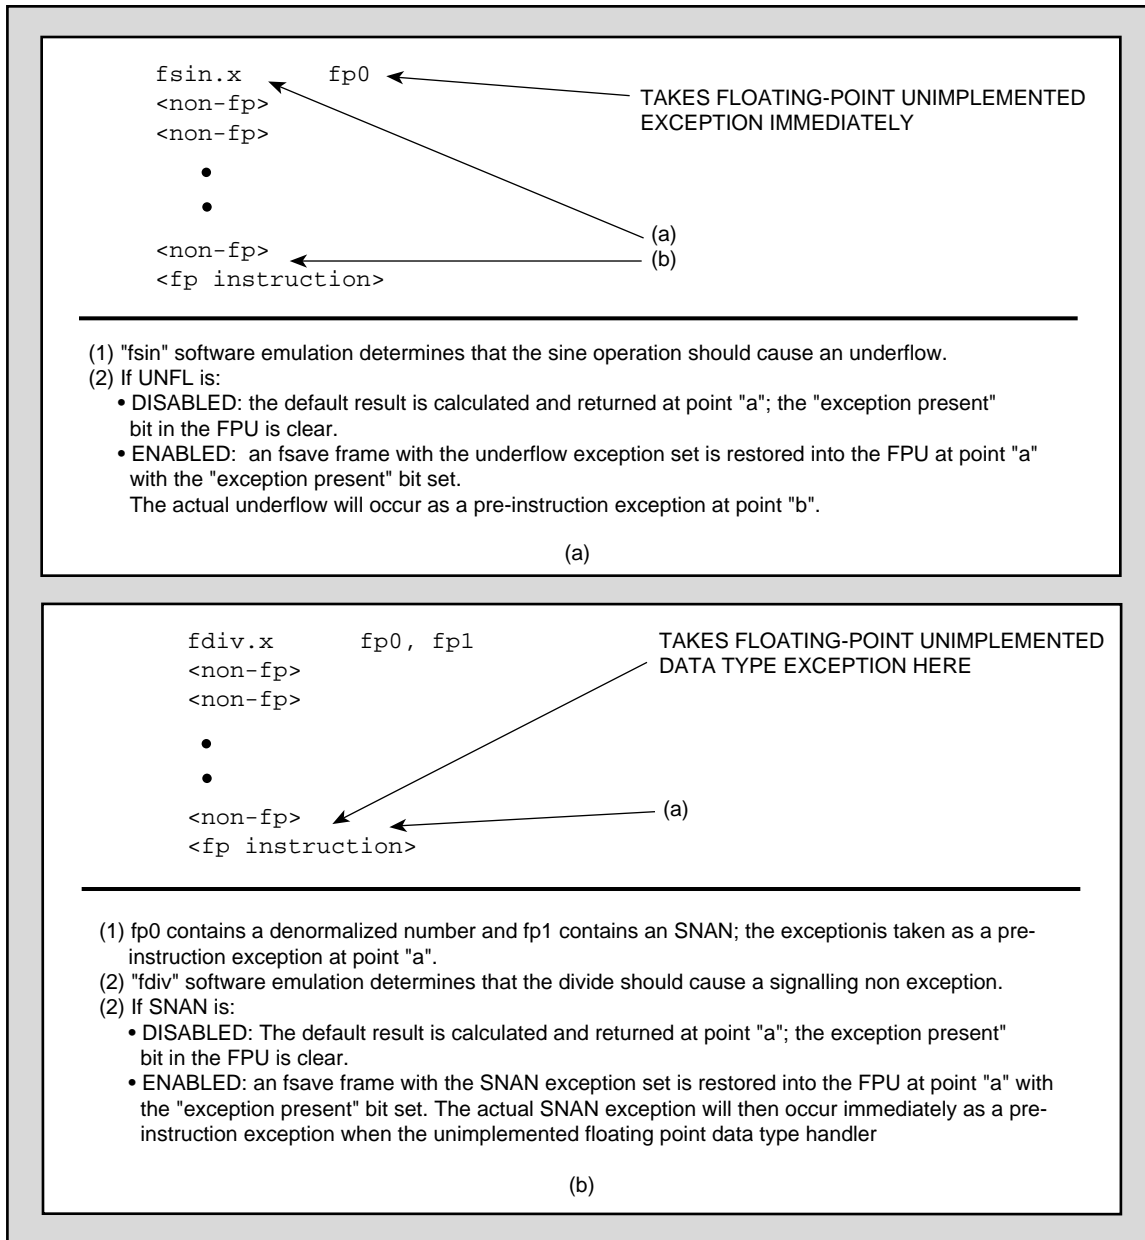 fsin.x fp0
TAKES FLOATING-POINT UNIMPLEMENTED
<non-fp>
EXCEPTION IMMEDIATELY
<non-fp>
(a)
<non-fp>
(b)
<fp instruction>
(1) "fsin" software emulation determines that the sine operation should cause an underflow.
(2) If UNFL is:
• DISABLED: the default result is calculated and returned at point "a"; the "exception present"
bit in the FPU is clear.
• ENABLED: an fsave frame with the underflow exception set is restored into the FPU at point "a"
with the "exception present" bit set.
The actual underflow will occur as a pre-instruction exception at point "b".
(a)
fdiv.x fp0, fp1
TAKES FLOATING-POINT UNIMPLEMENTED
<non-fp>
DATA TYPE EXCEPTION HERE
<non-fp>
<non-fp>
(a)
<fp instruction>
(1) fp0 contains a denormalized number and fp1 contains an SNAN; the exceptionis taken as a pre-
instruction exception at point "a".
(2) "fdiv" software emulation determines that the divide should cause a signalling non exception.
(2) If SNAN is:
• DISABLED: The default result is calculated and returned at point "a"; the exception present"
bit in the FPU is clear.
• ENABLED: an fsave frame with the SNAN exception set is restored into the FPU at point "a" with
the "exception present" bit set. The actual SNAN exception will then occur immediately as a pre-
instruction exception when the unimplemented floating point data type handler
(b)